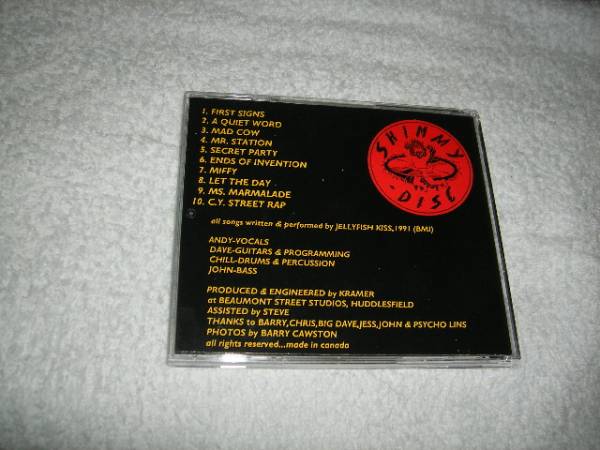 1. FIRST SIGNS
2. A QUIET WORD
3. MAD COW
4. MR. STATION
5. SECRET PARTY
6. ENDS OF INVENTION
7. MIFFY
8. LET THE DAY
9. MS. MARMALADE
10. C.Y. STREET RAP
SHIMMY
-DISC
all songs written & performed by JELLYFISH KISS, 1991 (BMI)
ANDY-VOCALS
DAVE-GUITARS & PROGRAMMING
CHILL-DRUMS & PERCUSSION
JOHN-BASS
PRODUCED & ENGINEERED by KRAMER
at BEAUMONT STREET STUDIOS, HUDDLESFIELD
ASSISTED by STEVE
THANKS to BARRY,CHRIS,BIG DAVE,JESS,JOHN & PSYCHO LINS
PHOTOS by BARRY CAWSTON
all rights reserved...made in canada